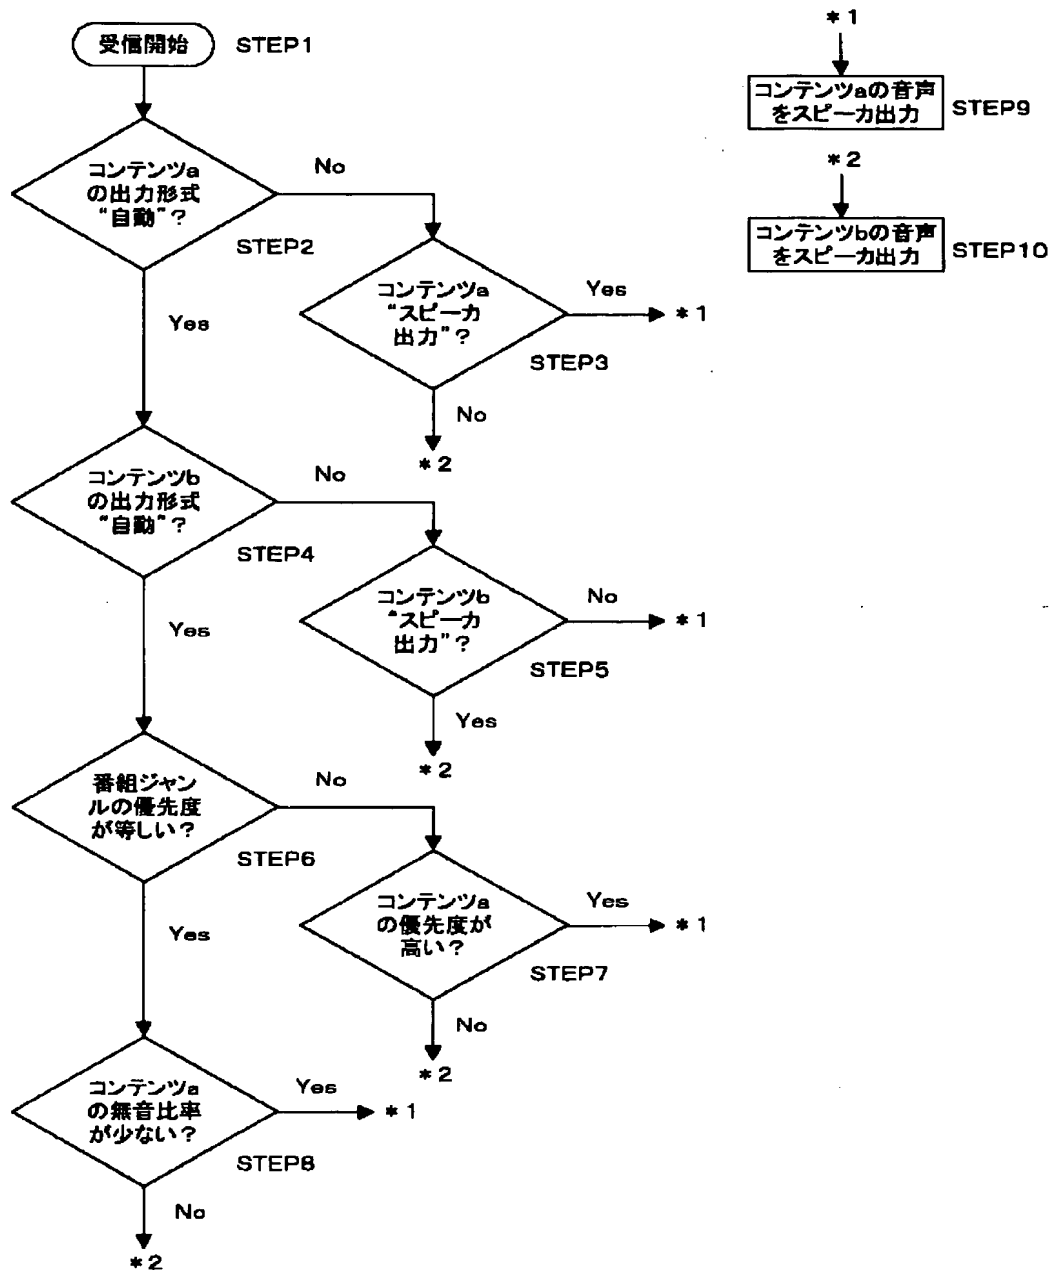 受信開始
STEP1
コンテンツa
の出力形式
“自動”?
STEP2
No
Yes
コンテンツa
“スピーカ
出力”?
STEP3
Yes
*1
No
*2
コンテンツb
の出力形式
“自動”?
STEP4
No
Yes
コンテンツb
“スピーカ
出力”?
STEP5
No
*1
Yes
*2
番組ジャン
ルの優先度
が等しい?
STEP6
No
Yes
コンテンツa
の優先度が
高い?
STEP7
Yes
*1
No
*2
コンテンツa
の無音比率
が少ない?
STEP8
Yes
*1
No
*2
*1
コンテンツaの音声
をスピーカ出力
STEP9
*2
コンテンツbの音声
をスピーカ出力
STEP10